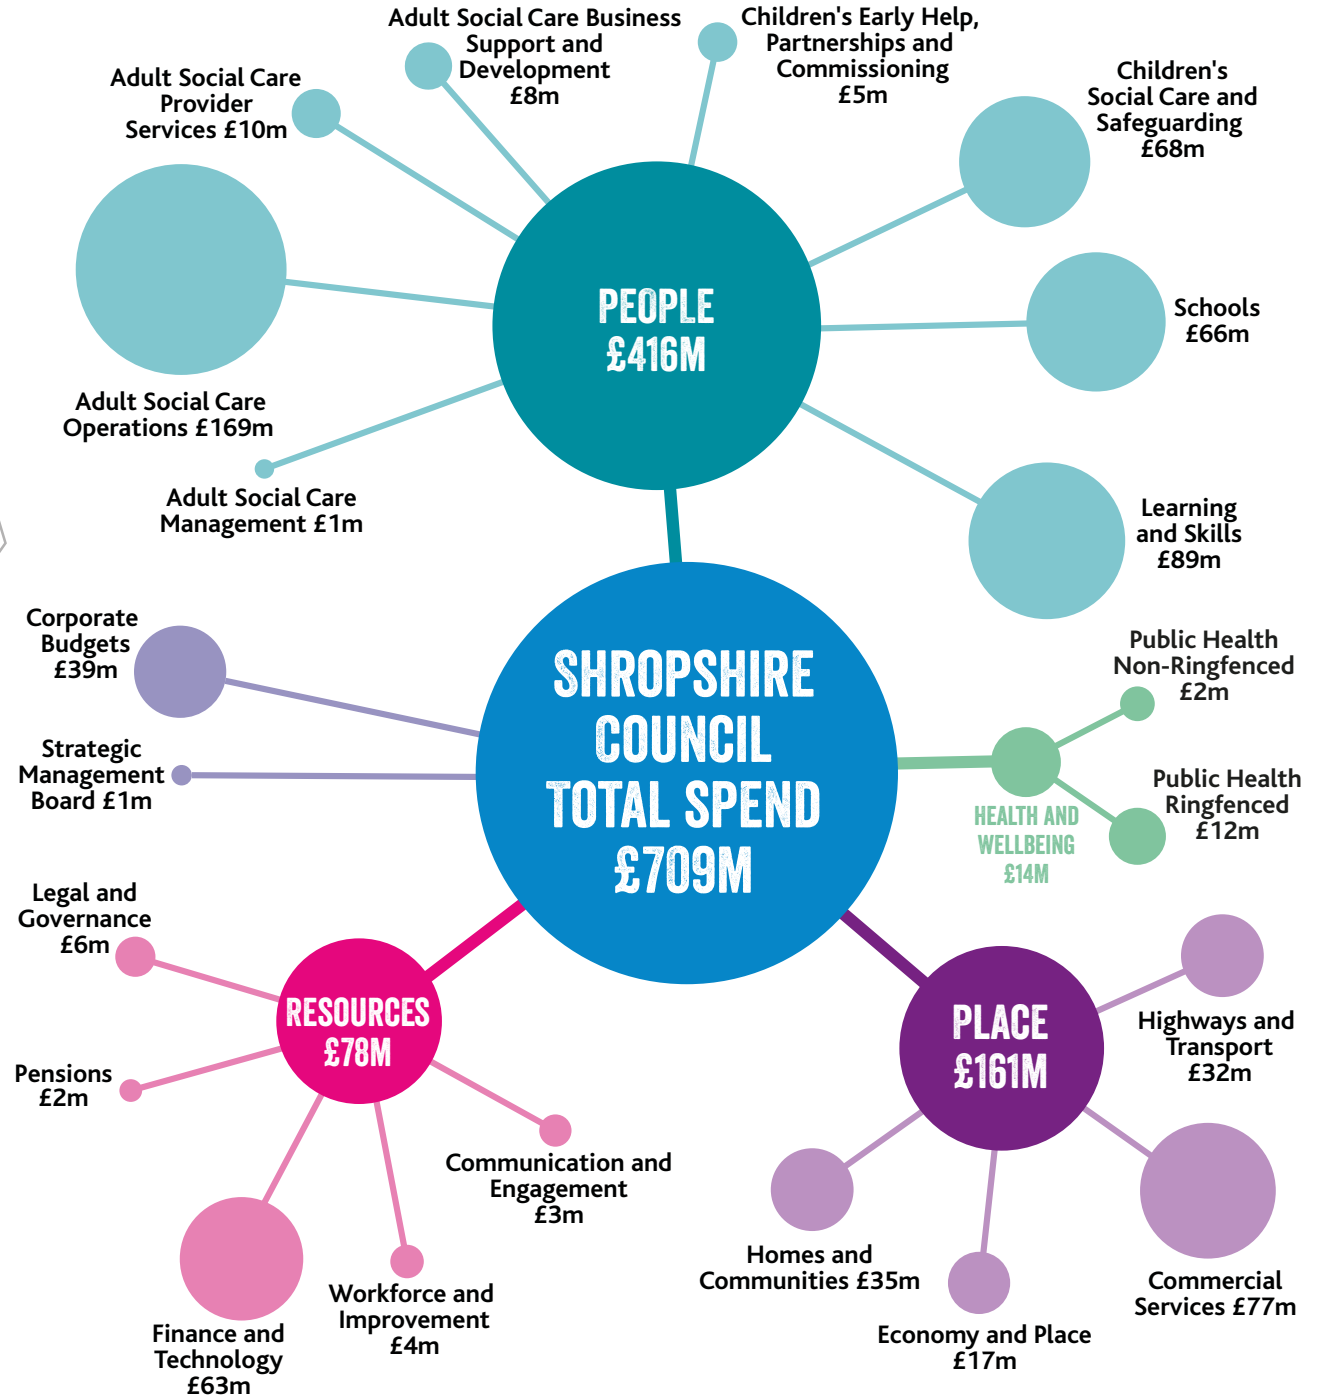 Adult Social Care Business
Support and
Development
£8m
Children's Early Help,
Partnerships and
Commissioning
£5m
Adult Social Care
Provider
Services £10m
Children's
Social Care and
Safeguarding
£68m
PEOPLE
£416M
Schools
£66m
Adult Social Care
Operations £169m
Adult Social Care
Management £1m
Learning
and Skills
£89m
Corporate
Budgets
£39m
Strategic
Management
Board £1m
SHROPSHIRE
COUNCIL
TOTAL SPEND
£709M
Public Health
Non-Ringfenced
£2m
Public Health
Ringfenced
£12m
HEALTH AND
WELLBEING
£14M
Legal and
Governance
£6m
RESOURCES
£78M
Pensions
£2m
Communication and
Engagement
£3m
Workforce and
Improvement
£4m
Finance and
Technology
£63m
PLACE
£161M
Highways and
Transport
£32m
Homes and
Communities £35m
Economy and Place
£17m
Commercial
Services £77m